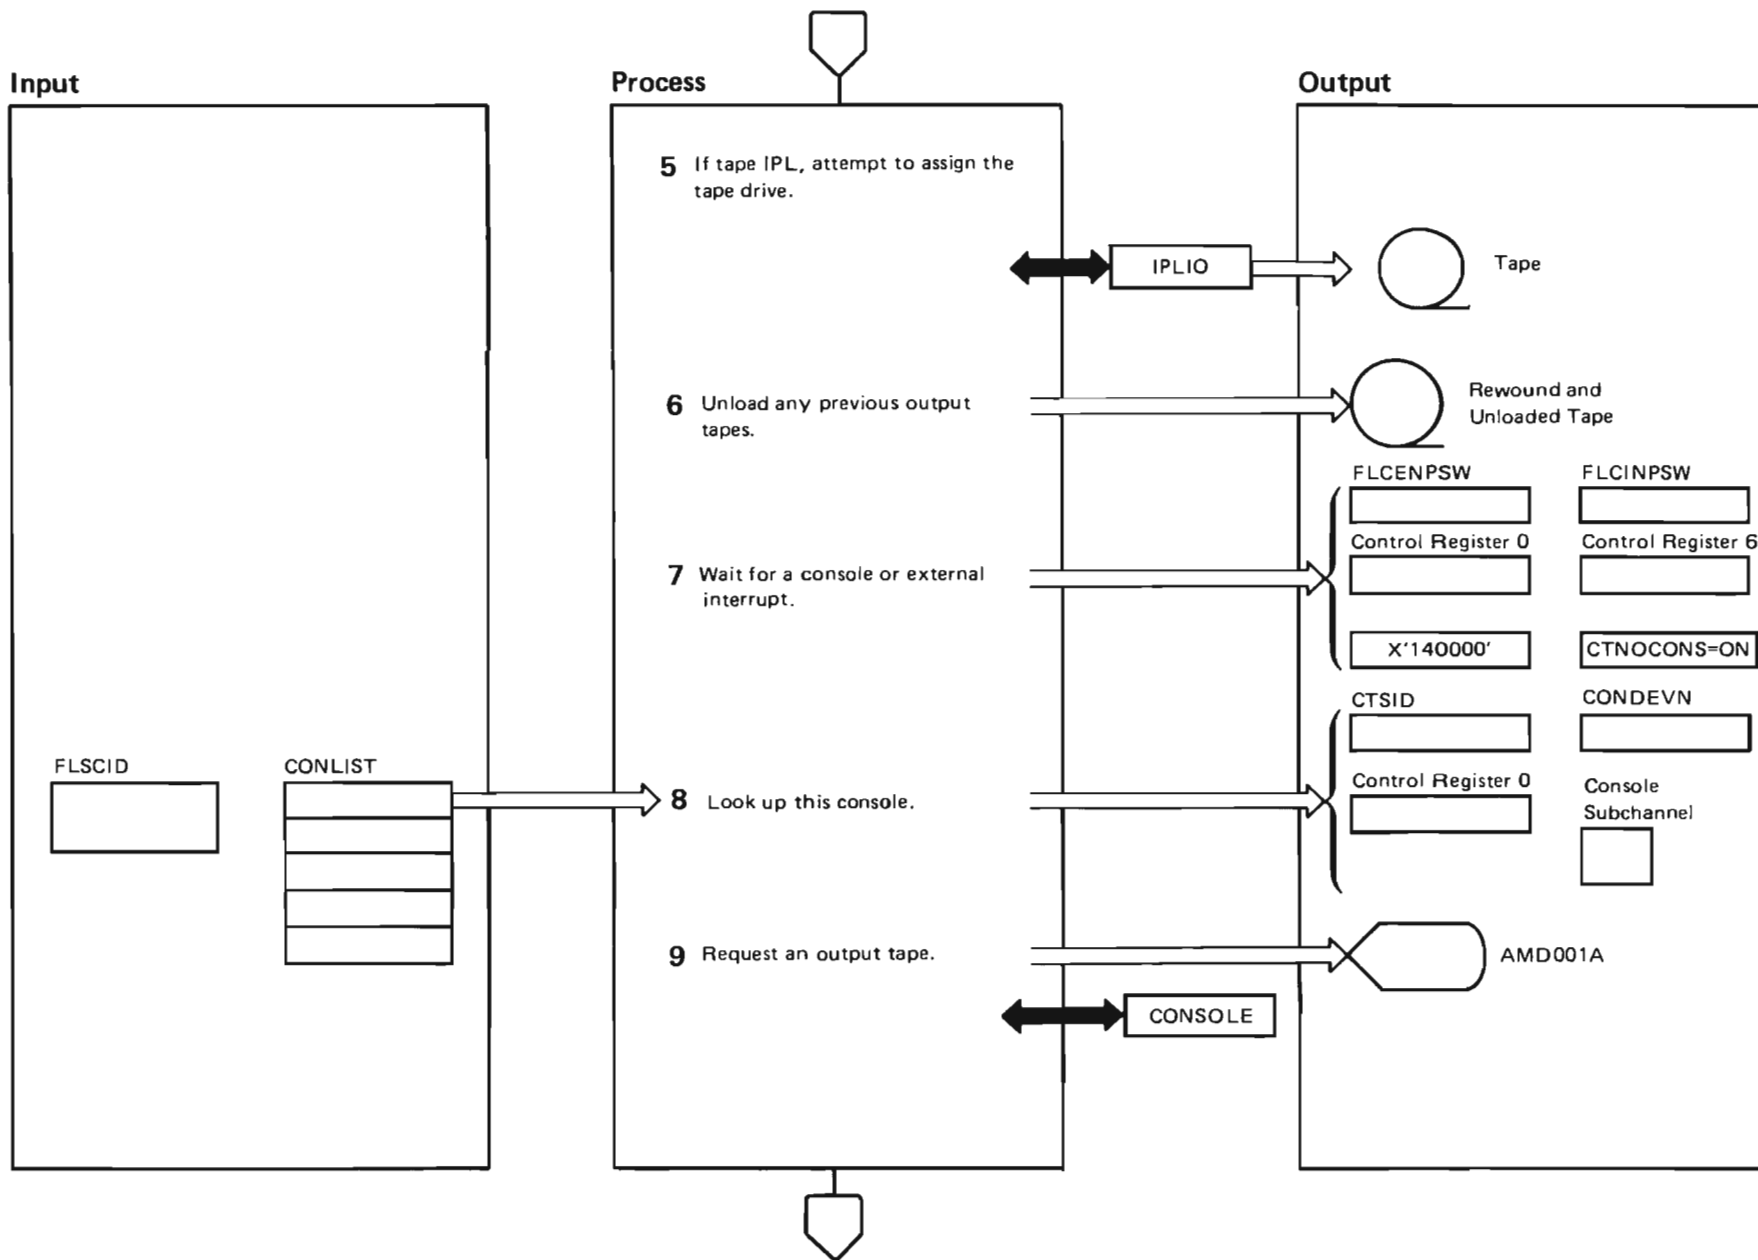 Input
Process
Output
5 If tape IPL, attempt to assign the
tape drive.
IPLIO
Tape
6 Unload any previous output
tapes.
Rewound and
Unloaded Tape
FLCENPSW
FLCINPSW
Control Register 0
Control Register 6
7 Wait for a console or external
interrupt.
X'140000'
CTNOCONS=ON
CTSID
CONDEVN
FLSCID
CONLIST
8 Look up this console.
Control Register 0
Console
Subchannel
9 Request an output tape.
AMD001A
CONSOLE